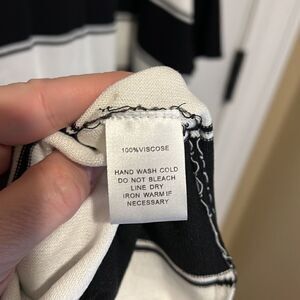 100%VISCOSE
HAND WASH COLD
DO NOT BLEACH
LINE DRY
IRON WARM IF
NECESSARY